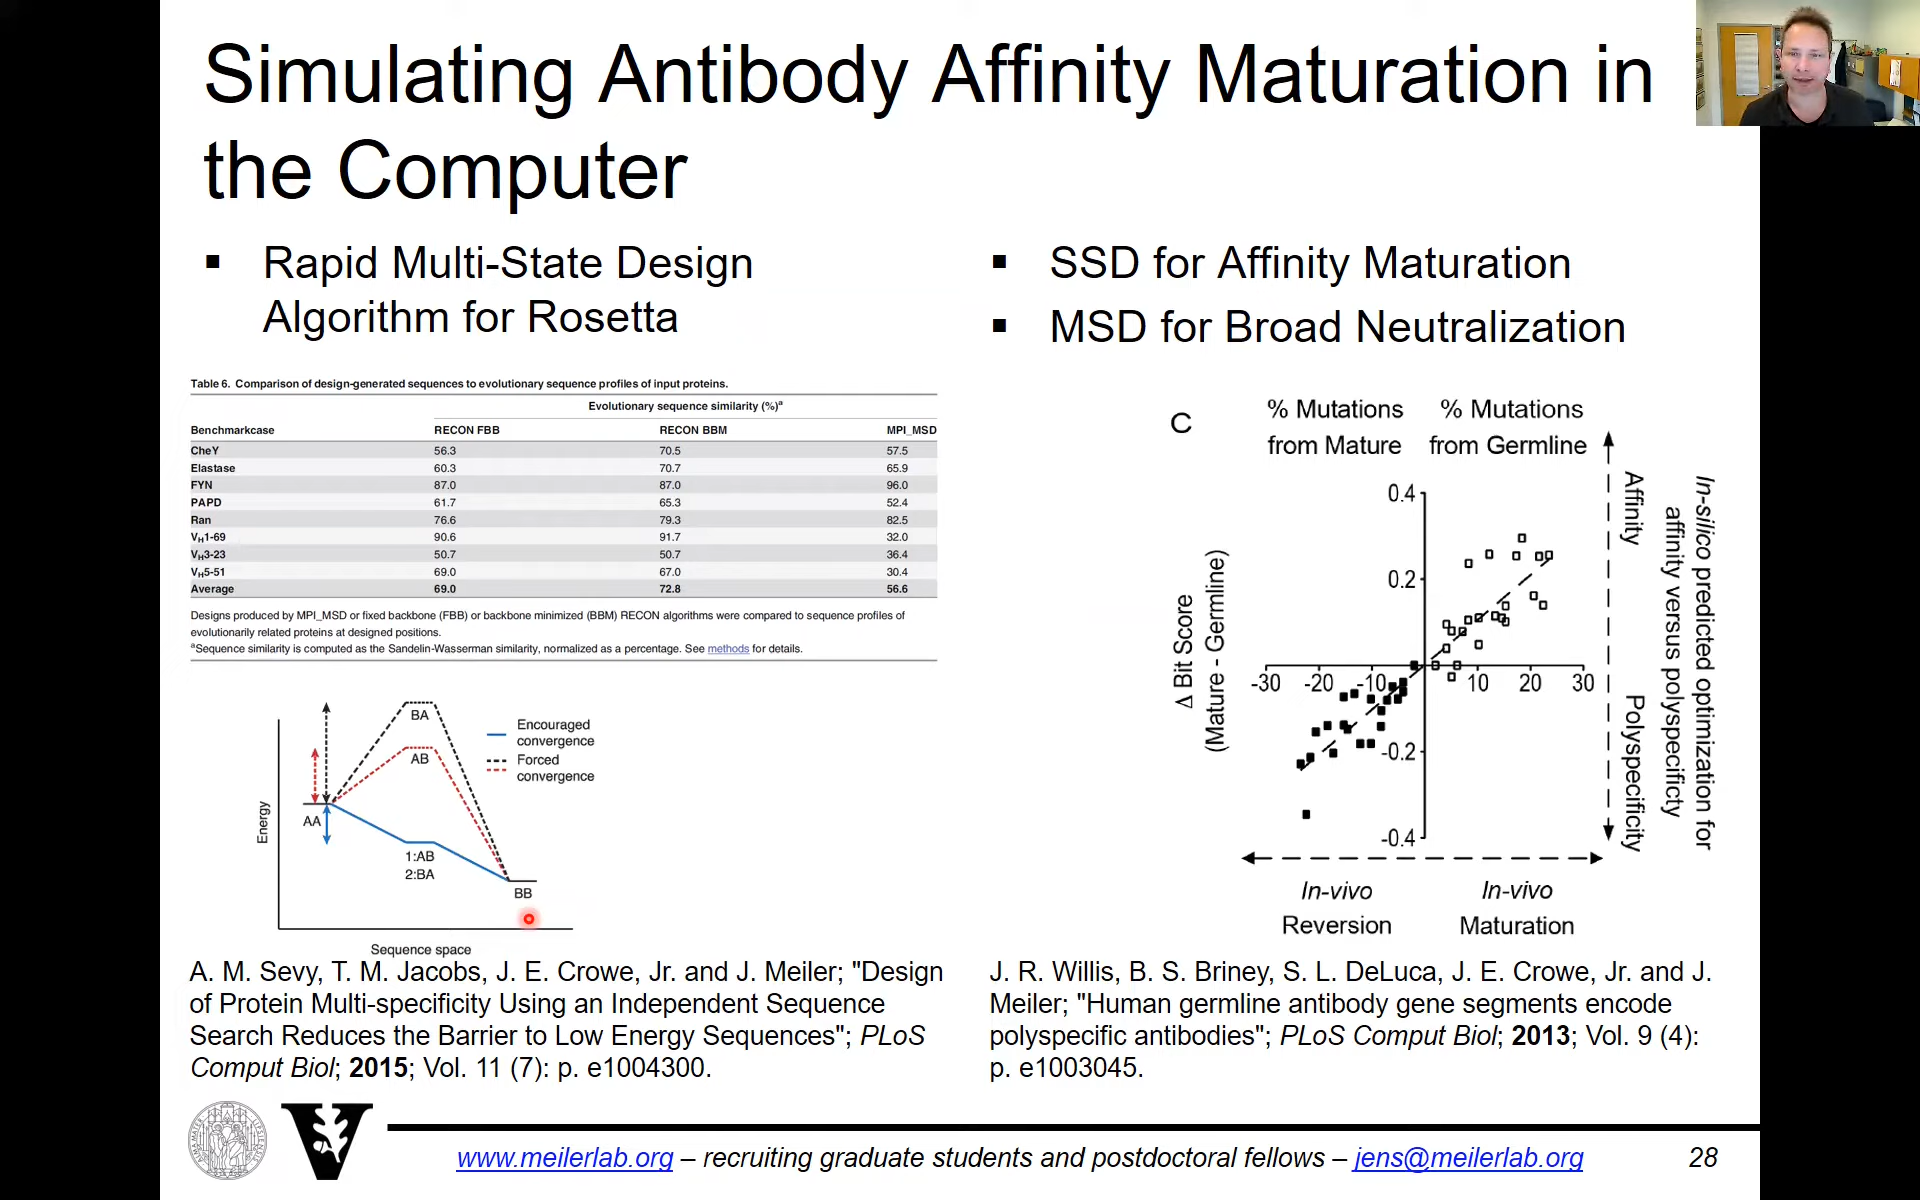 Simulating Antibody Affinity Maturation in
the Computer
▪ Rapid Multi-State Design
Algorithm for Rosetta
Table 6. Comparison of design-generated sequences to evolutionary sequence profiles of input proteins.
Evolutionary sequence similarity (%)a
Benchmarkcase RECON FBB RECON BBM MPI_MSD
CheY 56.3 70.5 57.5
Elastase 60.3 70.7 65.9
FYN 87.0 87.0 96.0
PAPD 61.7 65.3 52.4
Ran 76.6 79.3 82.5
VH1-69 90.6 91.7 32.0
VH3-23 50.7 50.7 36.4
VH5-51 69.0 67.0 30.4
Average 69.0 72.8 56.6
Designs produced by MPI_MSD or fixed backbone (FBB) or backbone minimized (BBM) RECON algorithms were compared to sequence profiles of
evolutionarily related proteins at designed positions.
aSequence similarity is computed as the Sandelin-Wasserman similarity, normalized as a percentage. See methods for details.
Energy
BA
AB
AA
1:AB
2:BA
BB
Encouraged
convergence
Forced
convergence
Sequence space
A. M. Sevy, T. M. Jacobs, J. E. Crowe, Jr. and J. Meiler; "Design
of Protein Multi-specificity Using an Independent Sequence
Search Reduces the Barrier to Low Energy Sequences"; PLoS
Comput Biol; 2015; Vol. 11 (7): p. e1004300.
▪ SSD for Affinity Maturation
▪ MSD for Broad Neutralization
C
% Mutations
from Mature
% Mutations
from Germline
0.4
0.2
-30 -20 -10 10 20 30
-0.2
-0.4
Δ Bit Score
(Mature - Germline)
Affinity
Polyspecificity
In-silico predicted optimization for
affinity versus polyspecificty
In-vivo
Reversion
In-vivo
Maturation
J. R. Willis, B. S. Briney, S. L. DeLuca, J. E. Crowe, Jr. and J.
Meiler; "Human germline antibody gene segments encode
polyspecific antibodies"; PLoS Comput Biol; 2013; Vol. 9 (4):
p. e1003045.
www.meilerlab.org – recruiting graduate students and postdoctoral fellows – jens@meilerlab.org
28